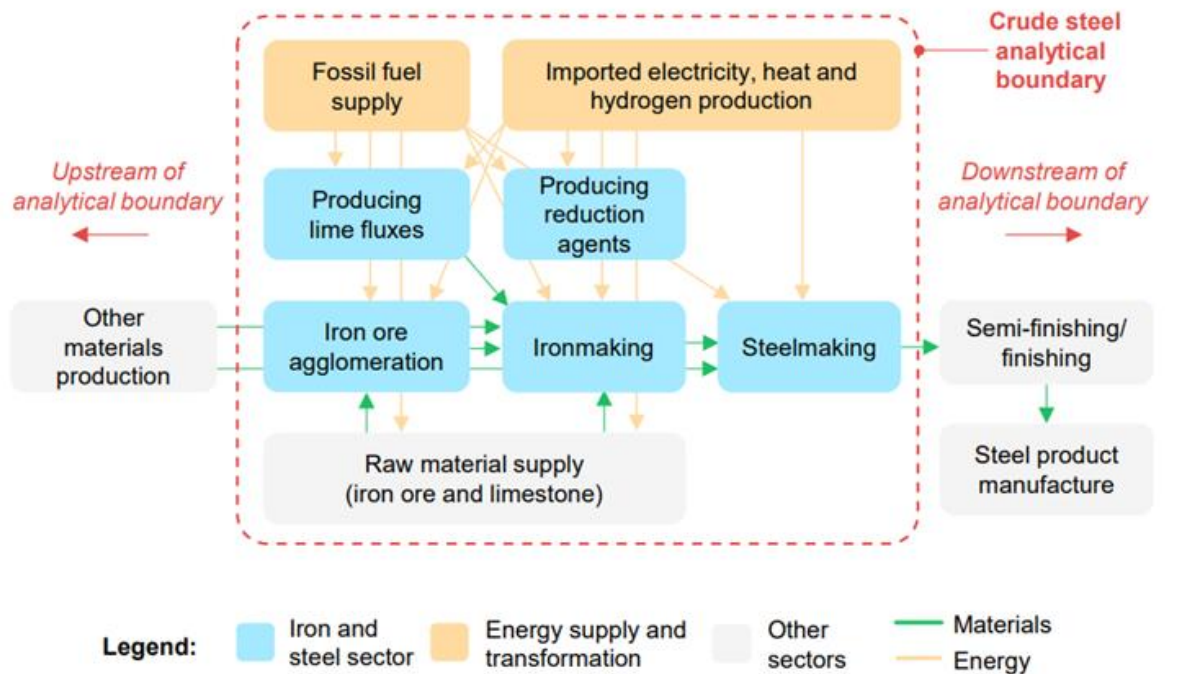 Crude steel
analytical
boundary
Fossil fuel
supply
Imported electricity, heat and
hydrogen production
Upstream of
analytical boundary
Producing
lime fluxes
Producing
reduction
agents
Downstream of
analytical boundary
Other
materials
production
Iron ore
agglomeration
Ironmaking
Steelmaking
Semi-finishing/
finishing
Raw material supply
(iron ore and limestone)
Steel product
manufacture
Legend:
Iron and
steel sector
Energy supply and
transformation
Other
sectors
Materials
Energy